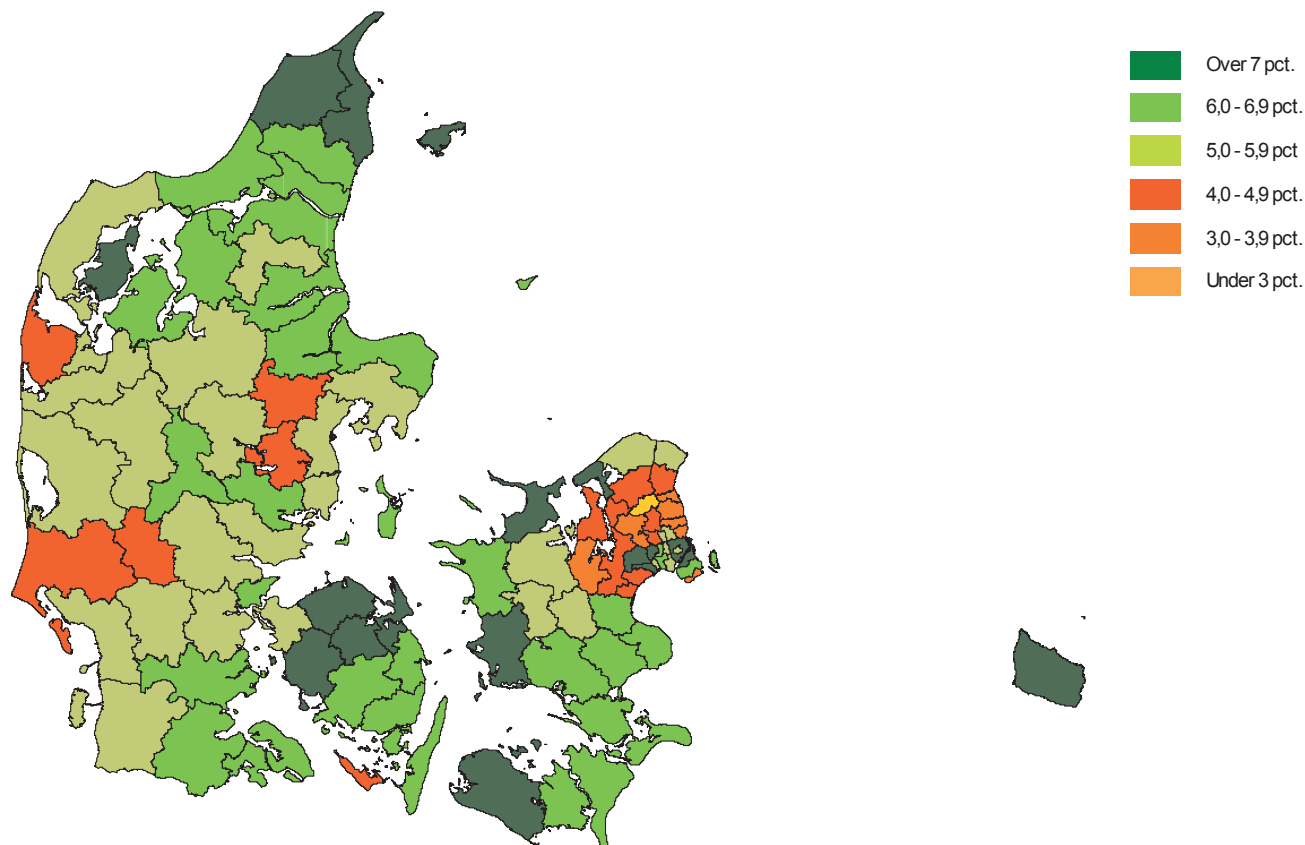 Over 7 pct.
6,0 - 6,9 pct.
5,0 - 5,9 pct
4,0 - 4,9 pct.
3,0 - 3,9 pct.
Under 3 pct.